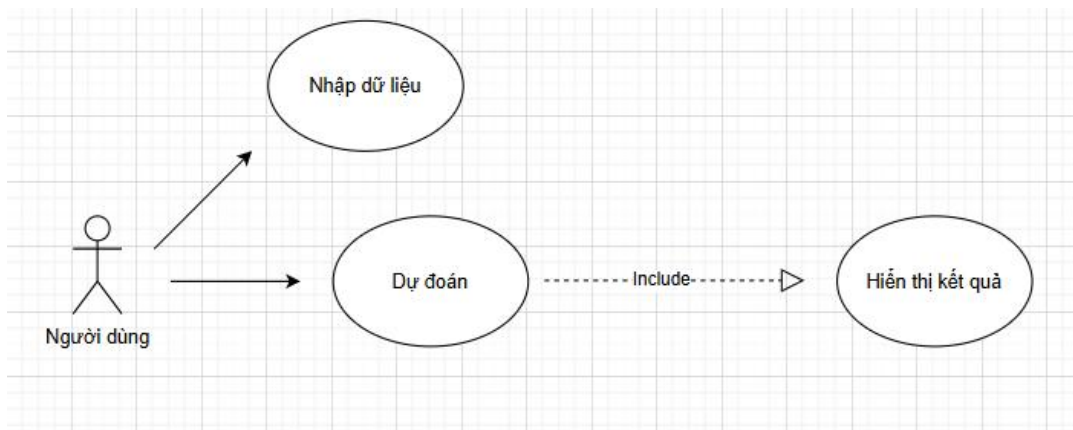 Nhập dữ liệu
Dự đoán
Include
Hiển thị kết quả
Người dùng